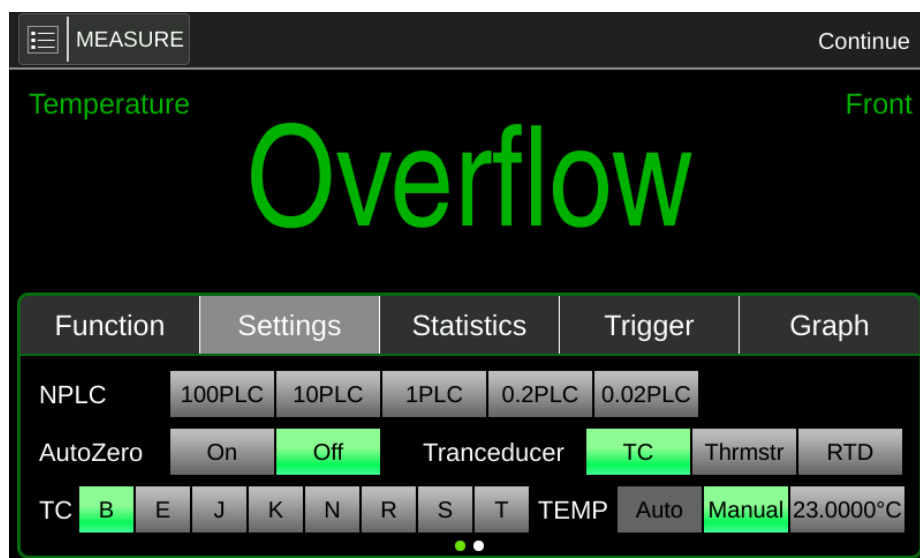 MEASURE Continue
Temperature Front
Overflow
Function Settings Statistics Trigger Graph
NPLC 100PLC 10PLC 1PLC 0.2PLC 0.02PLC
AutoZero On Off Tranceducer TC Thrmstr RTD
TC B E J K N R S T TEMP Auto Manual 23.0000°C